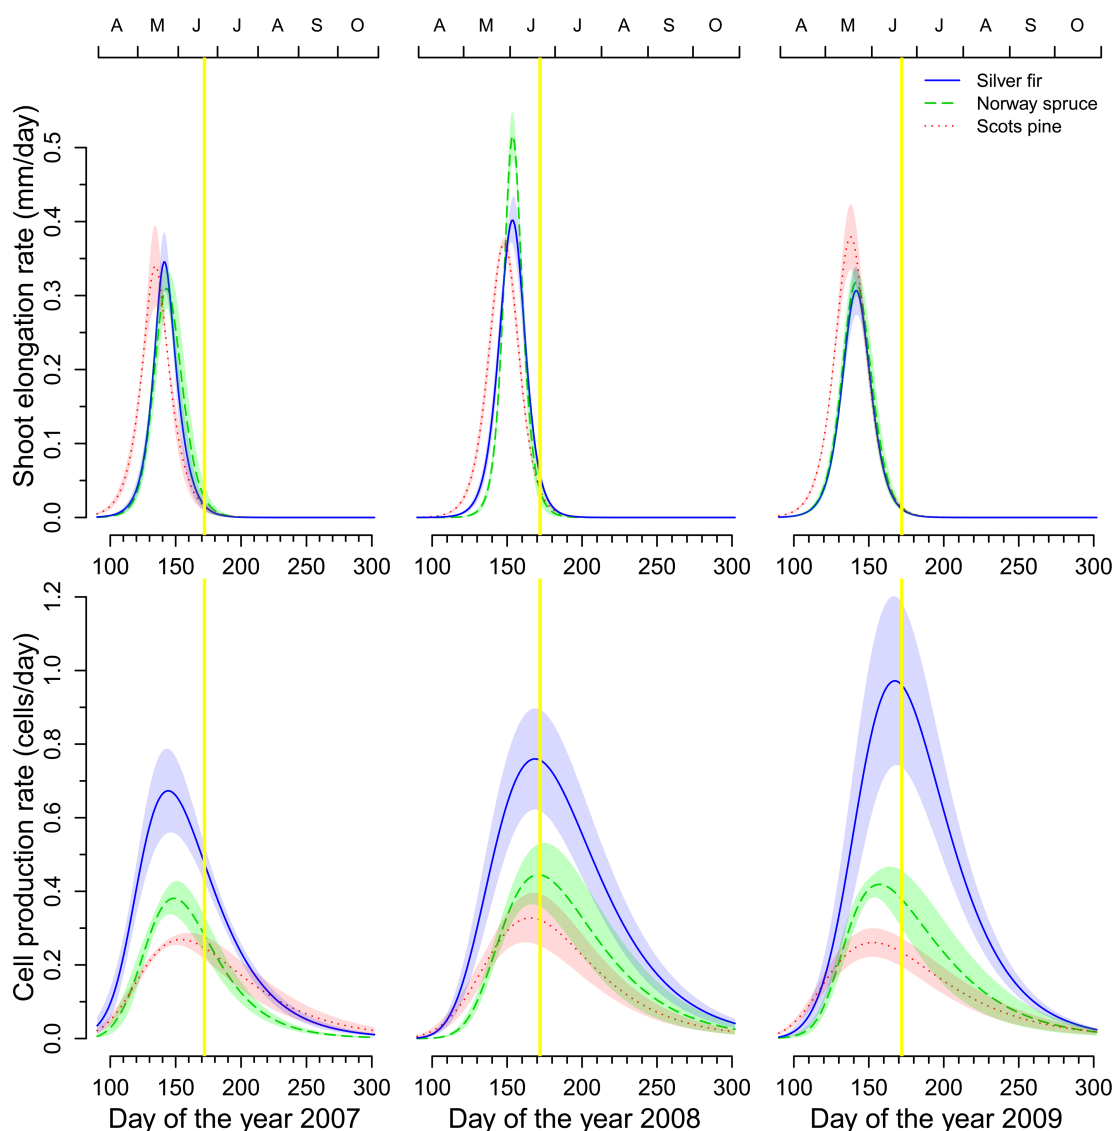 A M J J A S O A M J J A S O A M J J A S O
Silver fir
Norway spruce
Scots pine
Shoot elongation rate (mm/day)
0.5
0.4
0.3
0.2
0.1
0.0
100 150 200 250 300 100 150 200 250 300 100 150 200 250 300
Cell production rate (cells/day)
1.2
1.0
0.8
0.6
0.4
0.2
0.0
100 150 200 250 300 100 150 200 250 300 100 150 200 250 300
Day of the year 2007 Day of the year 2008 Day of the year 2009